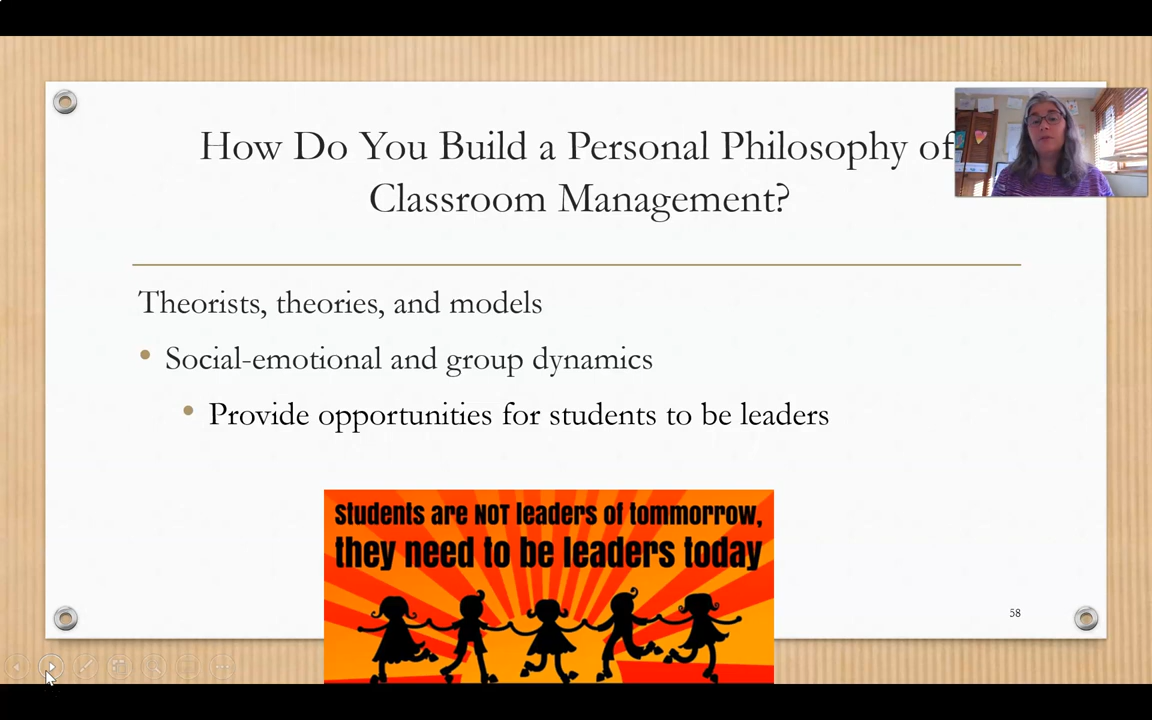 How Do You Build a Personal Philosophy of
Classroom Management?
Theorists, theories, and models
Social-emotional and group dynamics
Provide opportunities for students to be leaders
students are NOT leaders of tommorrow,
they need to be leaders today
58